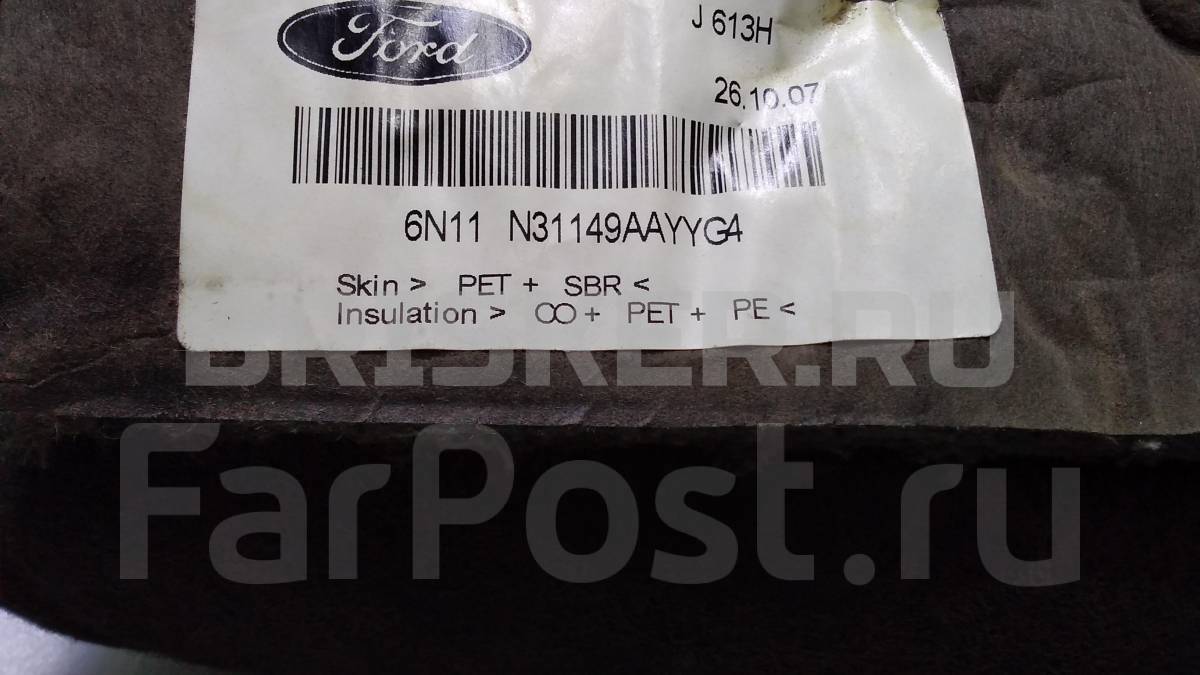 Ford
J 613H
26.10.07
6N11 N31149AAYYG4
Skin > PET + SBR <
Insulation > CO + PET + PE <
BRISKER.RU
FarPost.ru